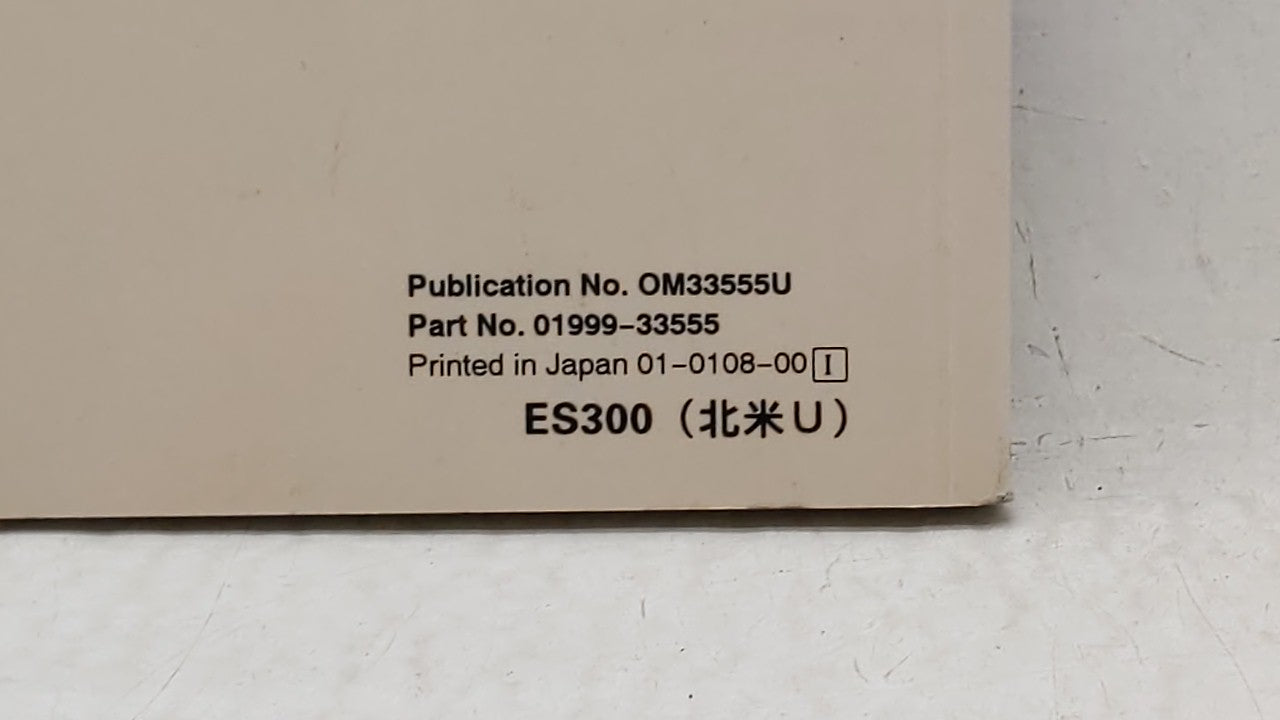 Publication No. OM33555U
Part No. 01999-33555
Printed in Japan 01-0108-00 I
ES300（北米U）